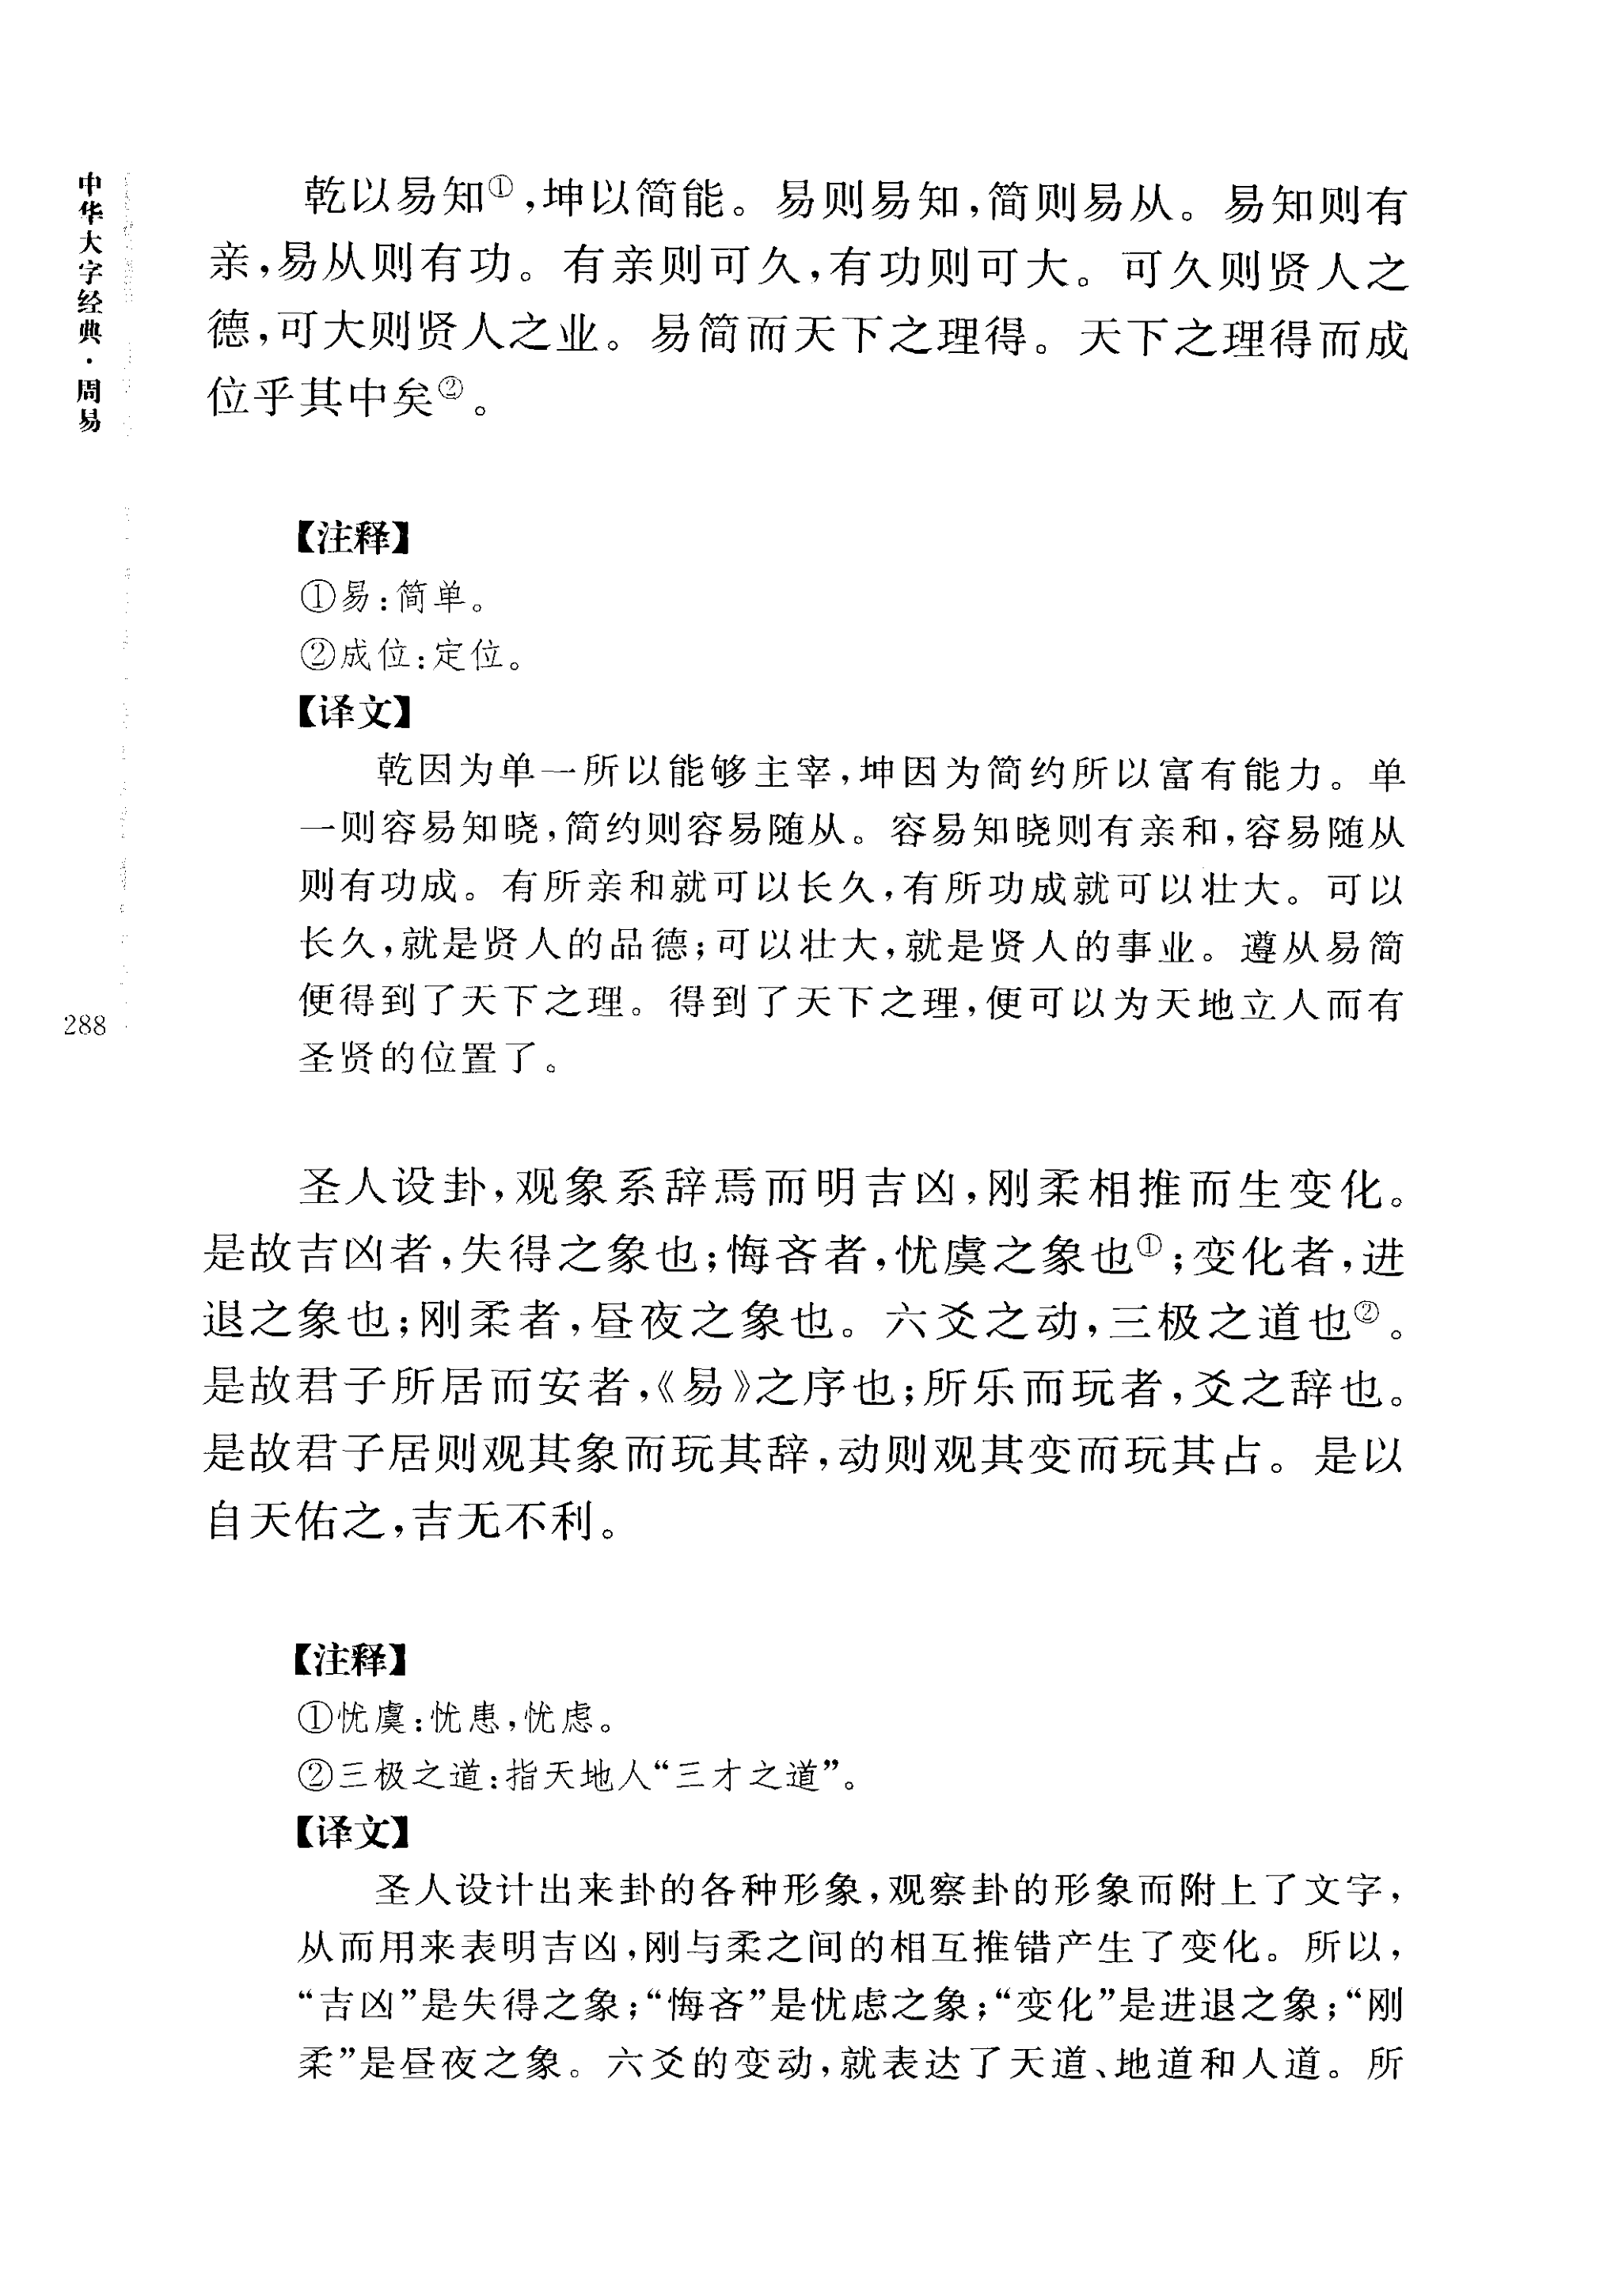 中华大字经典·周易
乾以易知①,坤以简能。易则易知,简则易从。易知则有
亲,易从则有功。有亲则可久,有功则可大。可久则贤人之
德,可大则贤人之业。易简而天下之理得。天下之理得而成
位乎其中矣②。
【注释】
①易:简单。
②成位:定位。
【译文】
乾因为单一所以能够主宰,坤因为简约所以富有能力。单
一则容易知晓,简约则容易随从。容易知晓则有亲和,容易随从
则有功成。有所亲和就可以长久,有所功成就可以壮大。可以
长久,就是贤人的品德;可以壮大,就是贤人的事业。遵从易简
便得到了天下之理。得到了天下之理,便可以为天地立人而有
圣贤的位置了。
288
圣人设卦,观象系辞焉而明吉凶,刚柔相推而生变化。
是故吉凶者,失得之象也;悔吝者,忧虞之象也①;变化者,进
退之象也;刚柔者,昼夜之象也。六爻之动,三极之道也②。
是故君子所居而安者,《易》之序也;所乐而玩者,爻之辞也。
是故君子居则观其象而玩其辞,动则观其变而玩其占。是以
自天佑之,吉无不利。
【注释】
①忧虞:忧患,忧虑。
②三极之道:指天地人“三才之道”。
【译文】
圣人设计出来卦的各种形象,观察卦的形象而附上了文字,
从而用来表明吉凶,刚与柔之间的相互推错产生了变化。所以,
“吉凶”是失得之象;“悔吝”是忧虑之象;“变化”是进退之象;“刚
柔”是昼夜之象。六爻的变动,就表达了天道、地道和人道。所